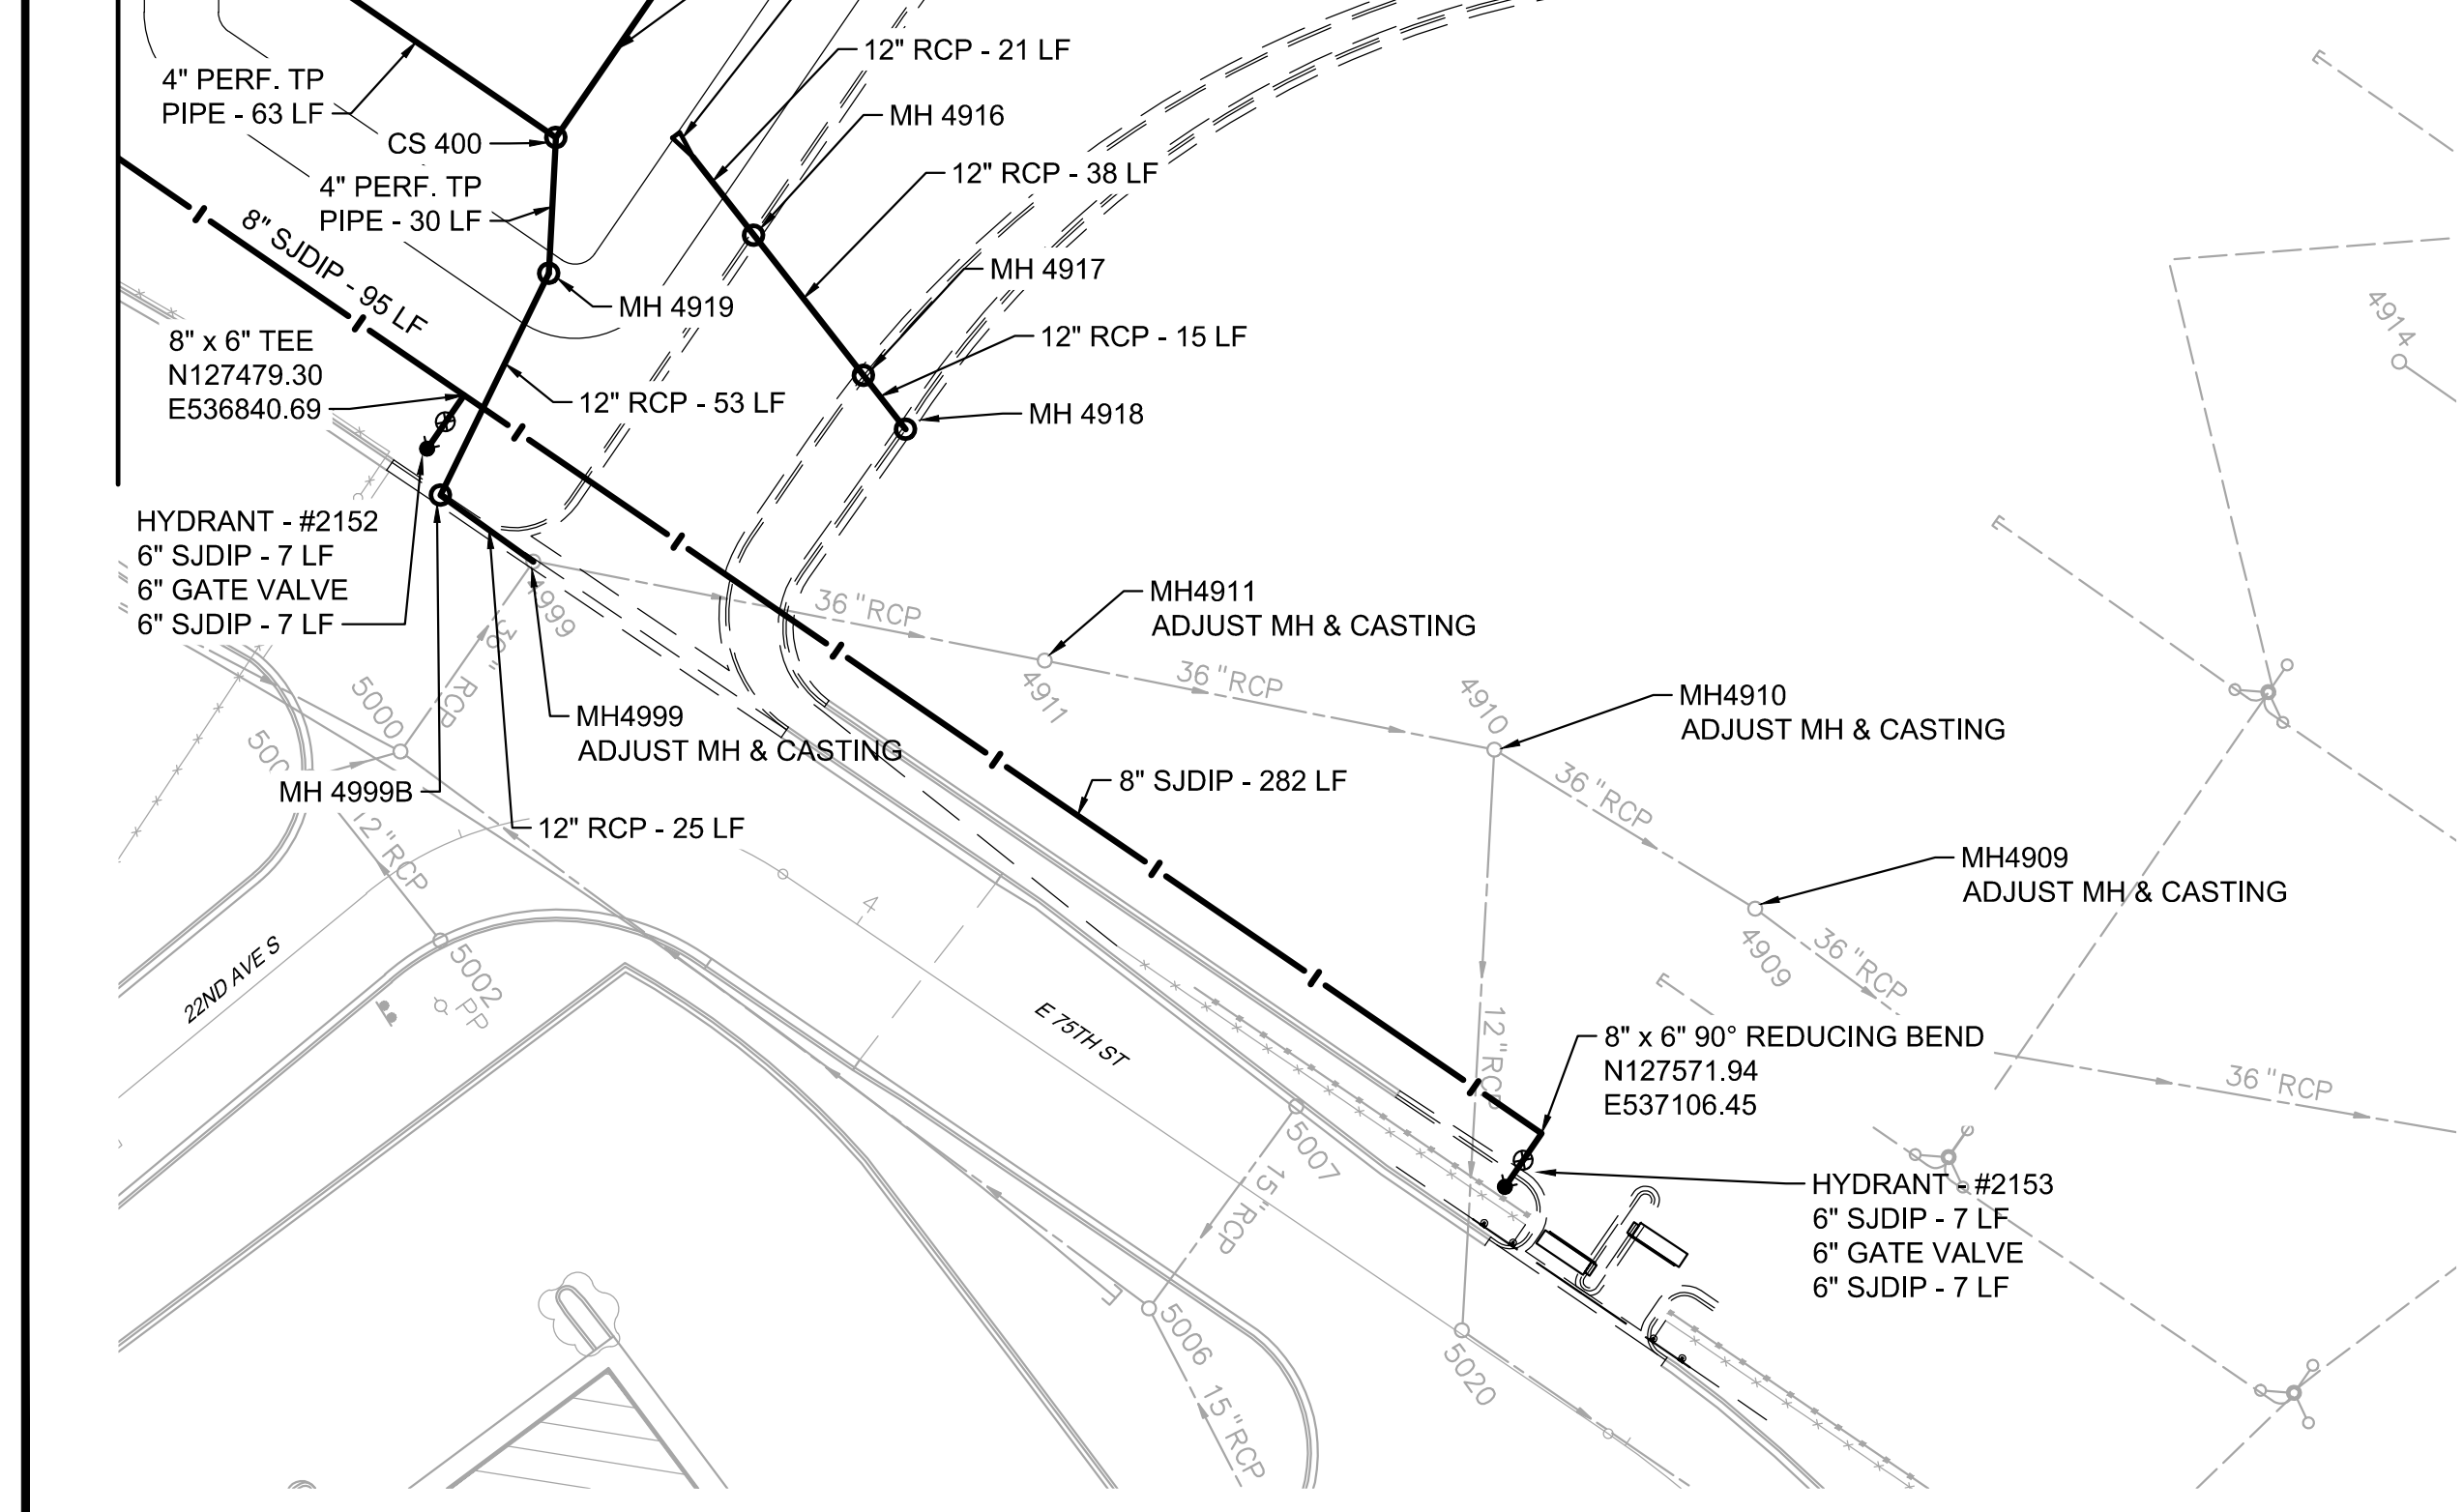 12" RCP - 21 LF
4" PERF. TP
PIPE - 63 LF
MH 4916
CS 400
12" RCP - 38 LF
4" PERF. TP
PIPE - 30 LF
8" SJDIP - 95 LF
MH 4917
MH 4919
4914
8" x 6" TEE
N127479.30
E536840.69
12" RCP - 15 LF
12" RCP - 53 LF
MH 4918
HYDRANT - #2152
6" SJDIP - 7 LF
6" GATE VALVE
6" SJDIP - 7 LF
4999
36" RCP
36"RCP
MH4911
ADJUST MH & CASTING
4911
36"RCP
4910
MH4910
ADJUST MH & CASTING
5000
MH4999
ADJUST MH & CASTING
MH 4999B
8" SJDIP - 282 LF
36"RCP
12"RCP
12" RCP - 25 LF
MH4909
ADJUST MH & CASTING
4909
36"RCP
4
22ND AVE S
5002
PP
E 75TH ST
12"RCP
8" x 6" 90° REDUCING BEND
N127571.94
E537106.45
36"RCP
5007
15" RCP
HYDRANT - #2153
6" SJDIP - 7 LF
6" GATE VALVE
6" SJDIP - 7 LF
5006
5020
15"RCP